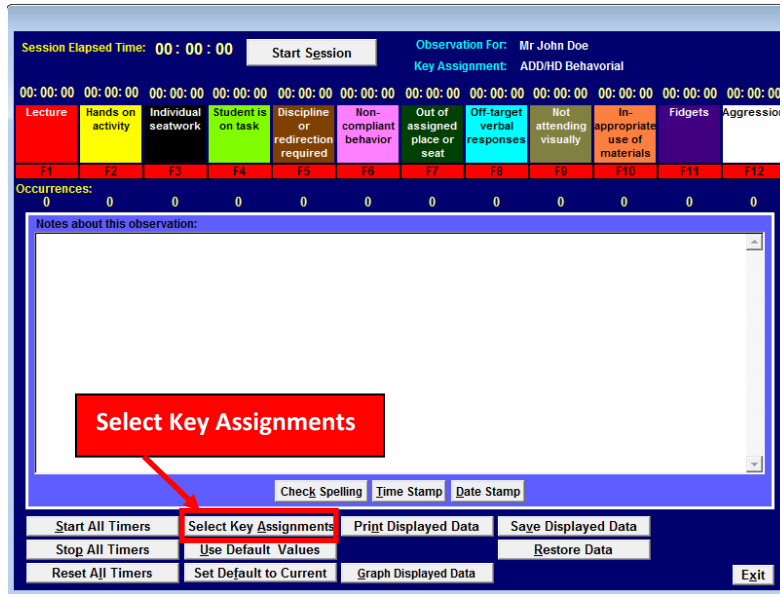 Session Elapsed Time: 00: 00 : 00 Start Session Observation For: Mr John Doe
Key Assignment: ADD/HD Behavorial
00: 00: 00 00: 00: 00 00: 00: 00 00: 00: 00 00: 00: 00 00: 00: 00 00: 00: 00 00: 00: 00 00: 00: 00 00: 00: 00 00: 00: 00 00: 00: 00
Lecture
Hands on
activity
Individual
seatwork
Student is
on task
Discipline
or
redirection
required
Non-
compliant
behavior
Out of
assigned
place or
seat
Off-target
verbal
responses
Not
attending
visually
In-
appropriate
use of
materials
Fidgets
Aggression
F1 F2 F3 F4 F5 F6 F7 F8 F9 F10 F11 F12
Occurrences:
0 0 0 0 0 0 0 0 0 0 0 0
Notes about this observation:
Select Key Assignments
Check Spelling Time Stamp Date Stamp
Start All Timers Select Key Assignments Print Displayed Data Save Displayed Data
Stop All Timers Use Default Values Restore Data
Reset All Timers Set Default to Current Graph Displayed Data Exit